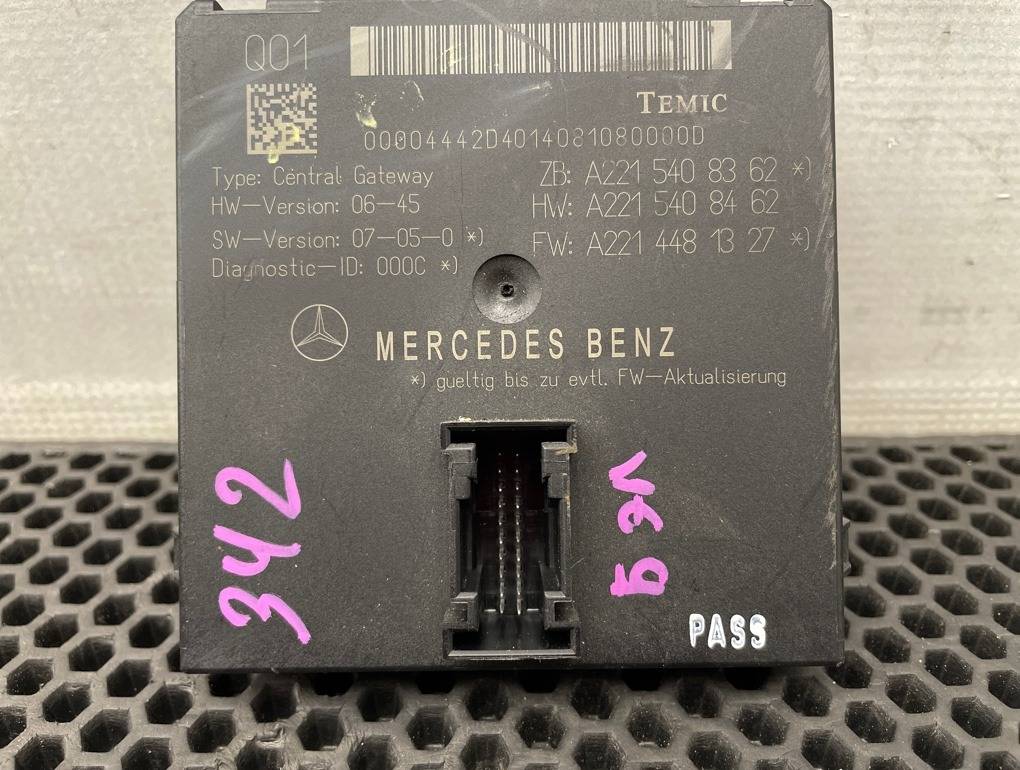 Q01
TEMIC
00004442D4014081080000D
Type: Central Gateway
HW-Version: 06-45
SW-Version: 07-05-0 *)
Diagnostic-ID: 000C *)
ZB: A221 540 83 62 *)
HW: A221 540 84 62
FW: A221 448 13 27 *)
MERCEDES BENZ
*) gueltig bis zu evtl. FW-Aktualisierung
342
PASS